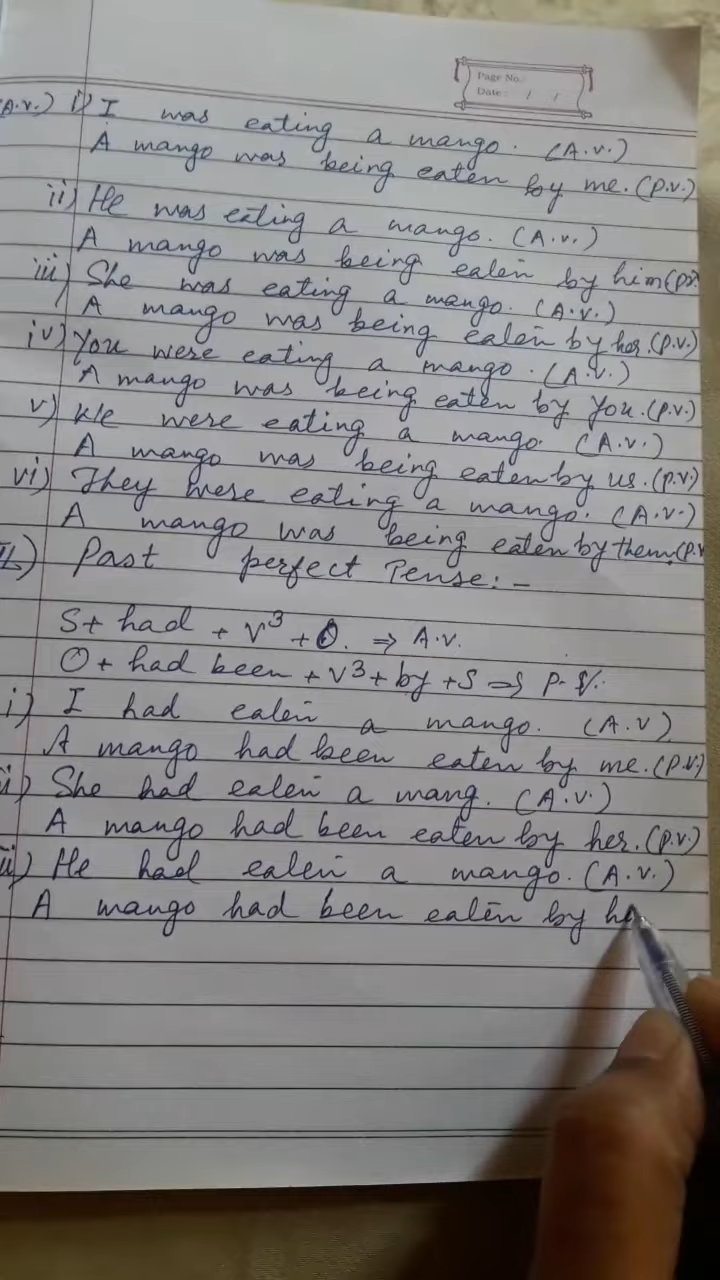 Page No.:
Date: / /
(A.V.) i) I was eating a mango. (A.V.)
A mango was being eaten by me. (P.V.)
ii) He was eating a mango. (A.V.)
A mango was being eaten by him (P.V.
iii) She was eating a mango. (A.V.)
A mango was being eaten by her. (P.V.)
iv) You were eating a mango. (A.V.)
A mango was being eaten by you. (P.V.)
v) We were eating a mango. (A.V.)
A mango was being eaten by us. (P.V.)
vi) They were eating a mango. (A.V.)
A mango was being eaten by them. (P.V
II) Past perfect Tense: -
S + had + V³ + O. ⇒ A.V.
O + had been + V³ + by + S ⇒ P.V.
i) I had eaten a mango. (A.V)
A mango had been eaten by me. (P.V)
ii) She had eaten a mang. (A.V.)
A mango had been eaten by her. (P.V.)
iii) He had eaten a mango. (A.V.)
A mango had been eaten by hi